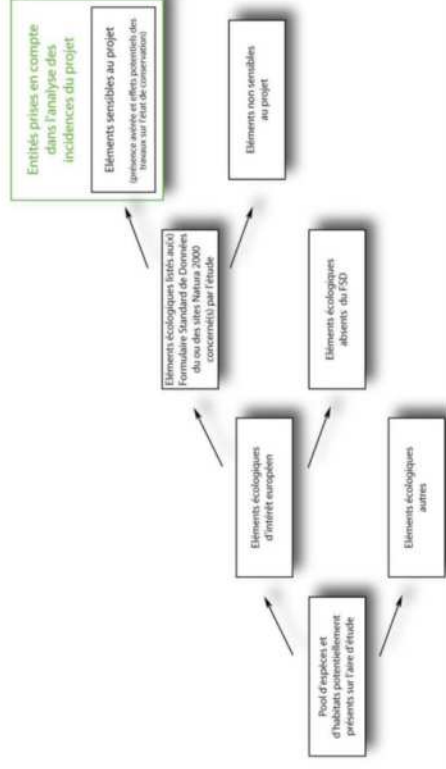 Pool d'espèces et
d'habitats potentiellement
présents sur l'aire d'étude
Eléments écologiques
d'intérêt européen
Eléments écologiques
autres
Eléments écologiques listés au(x)
Formulaire Standard de Données
du ou des sites Natura 2000
concerné(s) par l'étude
Eléments écologiques
absents du FSD
Entités prises en compte
dans l'analyse des
incidences du projet
Eléments sensibles au projet
(présence avérée et effets potentiels des
travaux sur l'état de conservation)
Eléments non sensibles
au projet